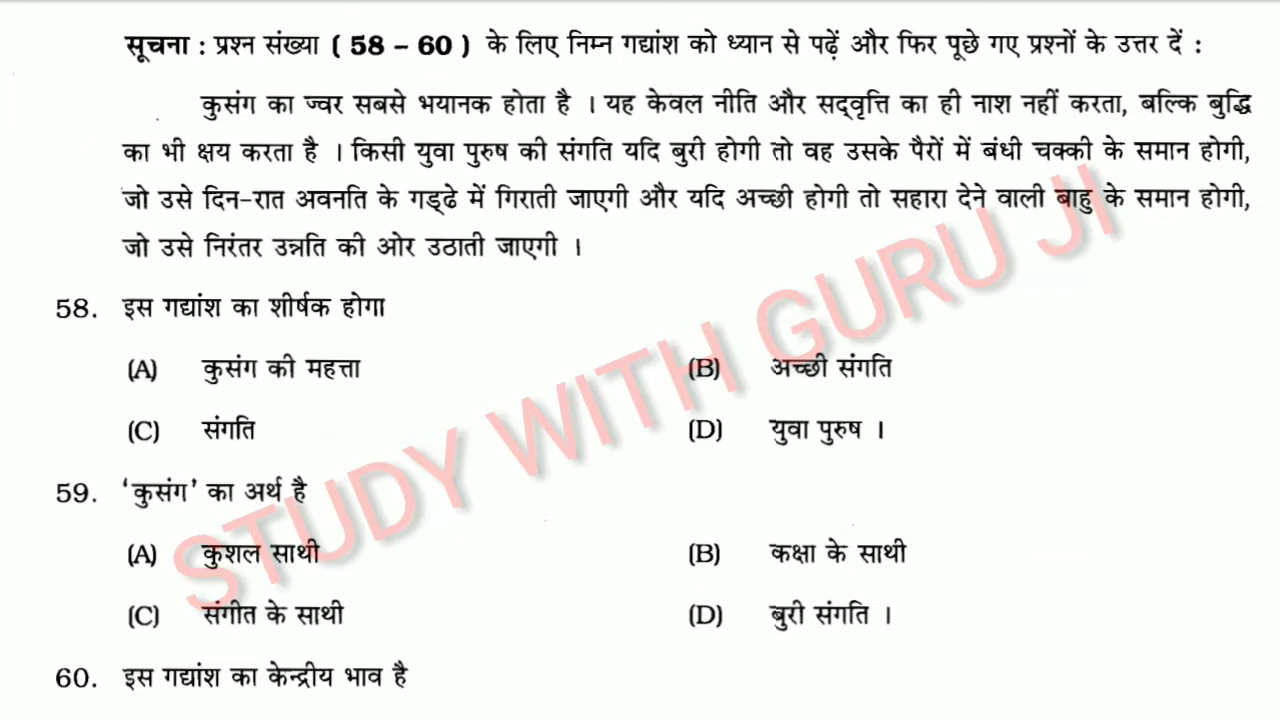 सूचना : प्रश्न संख्या ( 58 – 60 ) के लिए निम्न गद्यांश को ध्यान से पढ़ें और फिर पूछे गए प्रश्नों के उत्तर दें :
कुसंग का ज्वर सबसे भयानक होता है । यह केवल नीति और सद्‌वृत्ति का ही नाश नहीं करता, बल्कि बुद्धि
का भी क्षय करता है । किसी युवा पुरुष की संगति यदि बुरी होगी तो वह उसके पैरों में बंधी चक्की के समान होगी,
जो उसे दिन-रात अवनति के गड्ढे में गिराती जाएगी और यदि अच्छी होगी तो सहारा देने वाली बाहु के समान होगी,
जो उसे निरंतर उन्नति की ओर उठाती जाएगी ।
58. इस गद्यांश का शीर्षक होगा
(A) कुसंग की महत्ता (B) अच्छी संगति
(C) संगति (D) युवा पुरुष ।
59. ‘कुसंग’ का अर्थ है
(A) कुशल साथी (B) कक्षा के साथी
(C) संगीत के साथी (D) बुरी संगति ।
60. इस गद्यांश का केन्द्रीय भाव है
STUDY WITH GURU JI